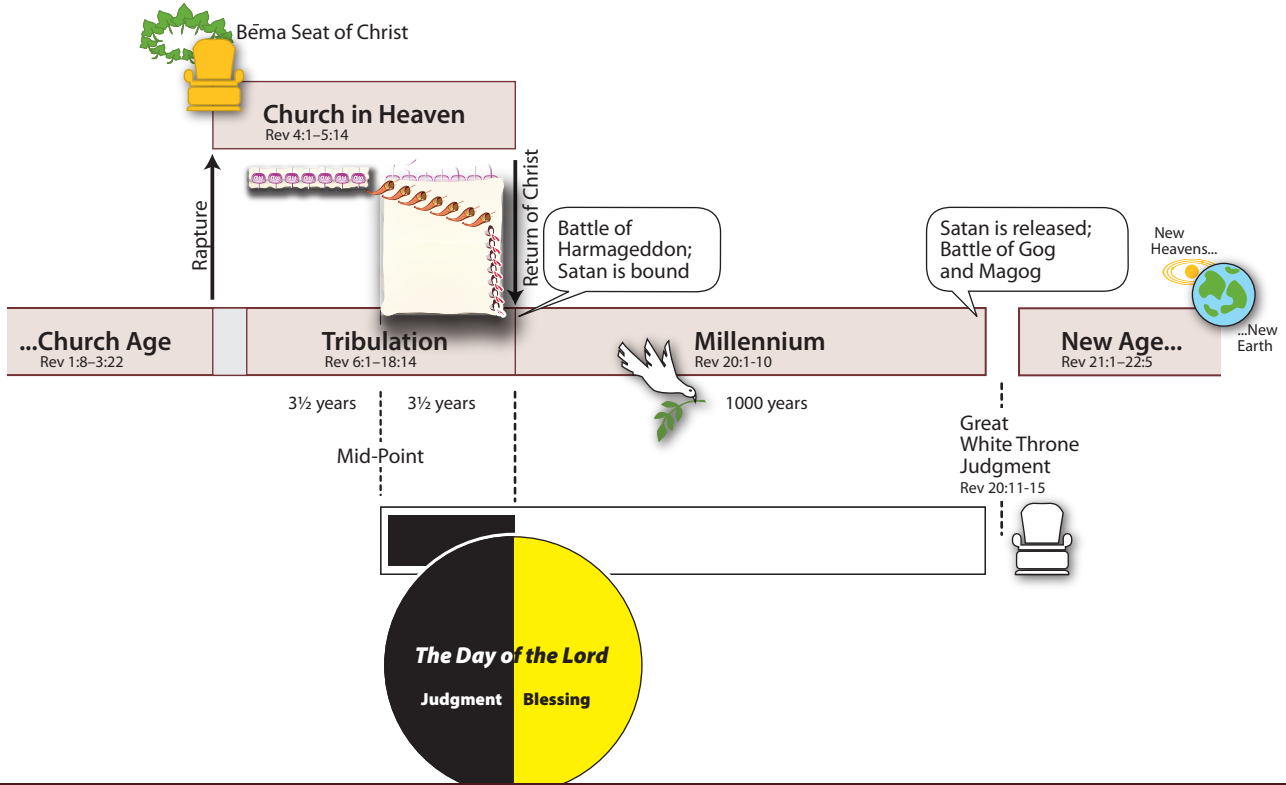 Bēma Seat of Christ
Church in Heaven
Rev 4:1–5:14
Rapture
Return of Christ
Battle of
Harmageddon;
Satan is bound
Satan is released;
Battle of Gog
and Magog
New
Heavens...
...New
Earth
...Church Age
Rev 1:8–3:22
Tribulation
Rev 6:1–18:14
Millennium
Rev 20:1-10
New Age...
Rev 21:1–22:5
3½ years
3½ years
1000 years
Mid-Point
Great
White Throne
Judgment
Rev 20:11-15
The Day of the Lord
Judgment
Blessing